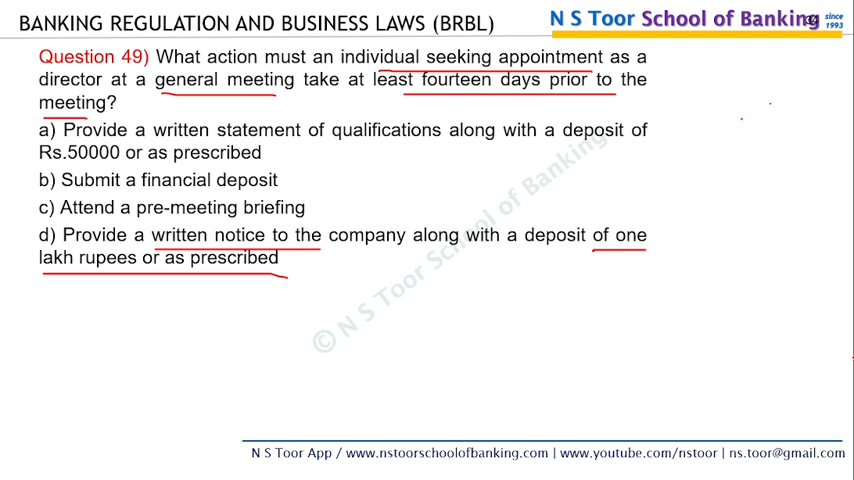 BANKING REGULATION AND BUSINESS LAWS (BRBL)
N S Toor School of Banking since 1993
Question 49) What action must an individual seeking appointment as a
director at a general meeting take at least fourteen days prior to the
meeting?
a) Provide a written statement of qualifications along with a deposit of
Rs.50000 or as prescribed
b) Submit a financial deposit
c) Attend a pre-meeting briefing
d) Provide a written notice to the company along with a deposit of one
lakh rupees or as prescribed
© N S Toor School of Banking
N S Toor App / www.nstoorschoolofbanking.com | www.youtube.com/nstoor | ns.toor@gmail.com